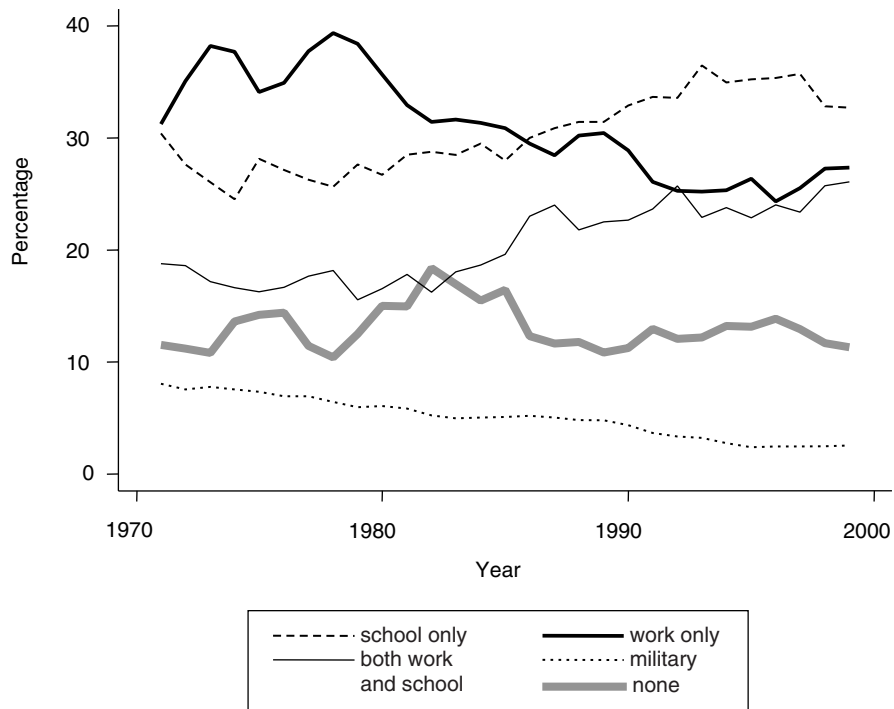 40
30
20
10
0
Percentage
1970
1980
1990
2000
Year
school only
work only
both work
and school
military
none